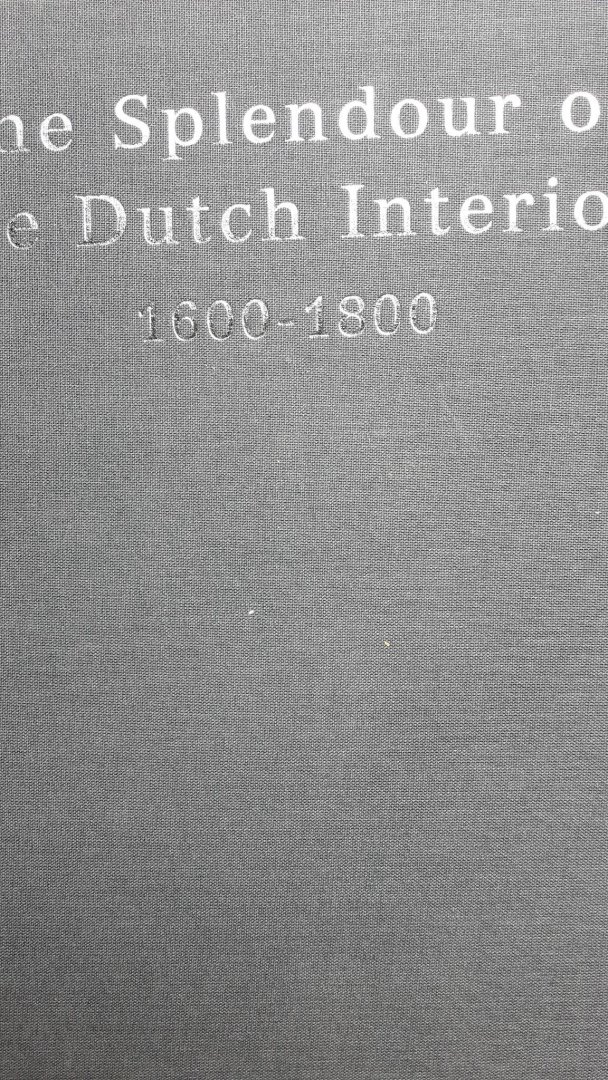 he Splendour o
e Dutch Interio
1600-1800